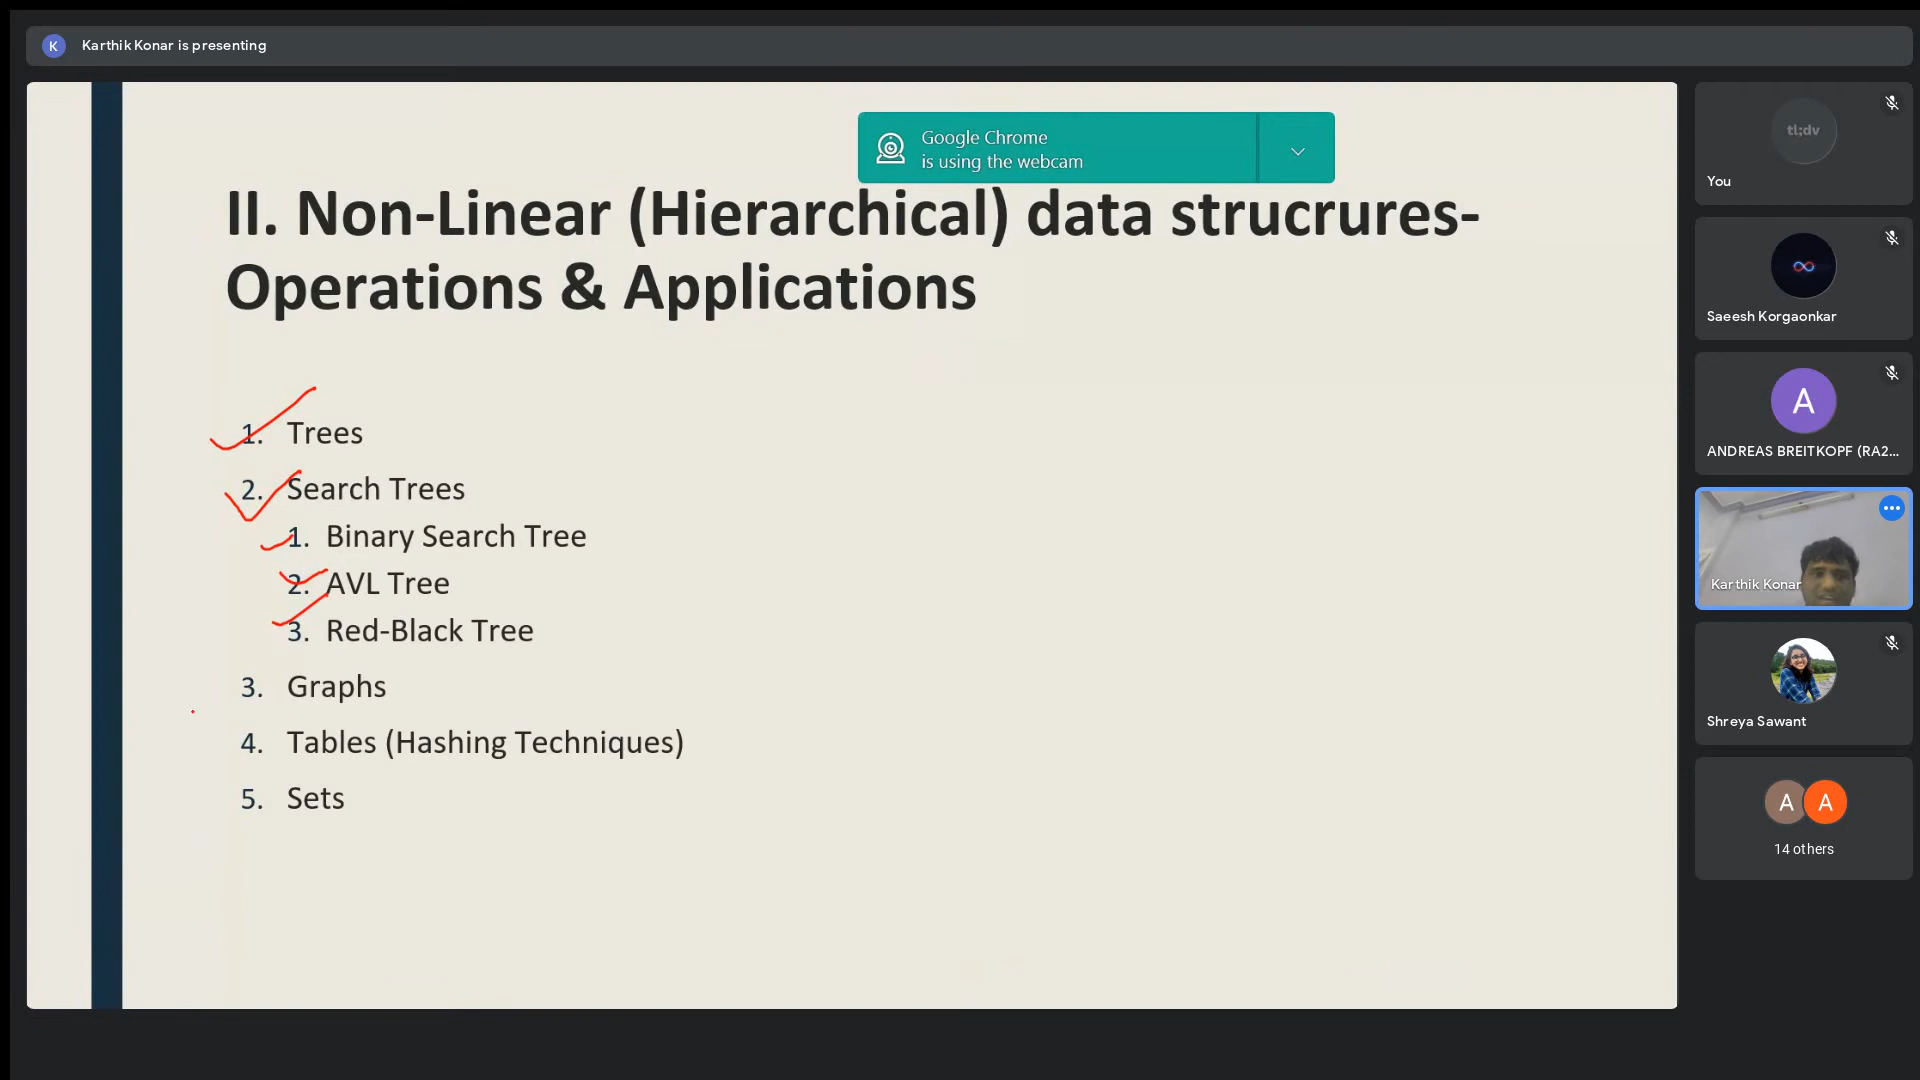 K
Karthik Konar is presenting
Google Chrome
is using the webcam
II. Non-Linear (Hierarchical) data strucrures-
Operations & Applications
1. Trees
2. Search Trees
1. Binary Search Tree
2. AVL Tree
3. Red-Black Tree
3. Graphs
4. Tables (Hashing Techniques)
5. Sets
tl;dv
You
Saeesh Korgaonkar
A
ANDREAS BREITKOPF (RA2...
Karthik Konar
Shreya Sawant
A A
14 others